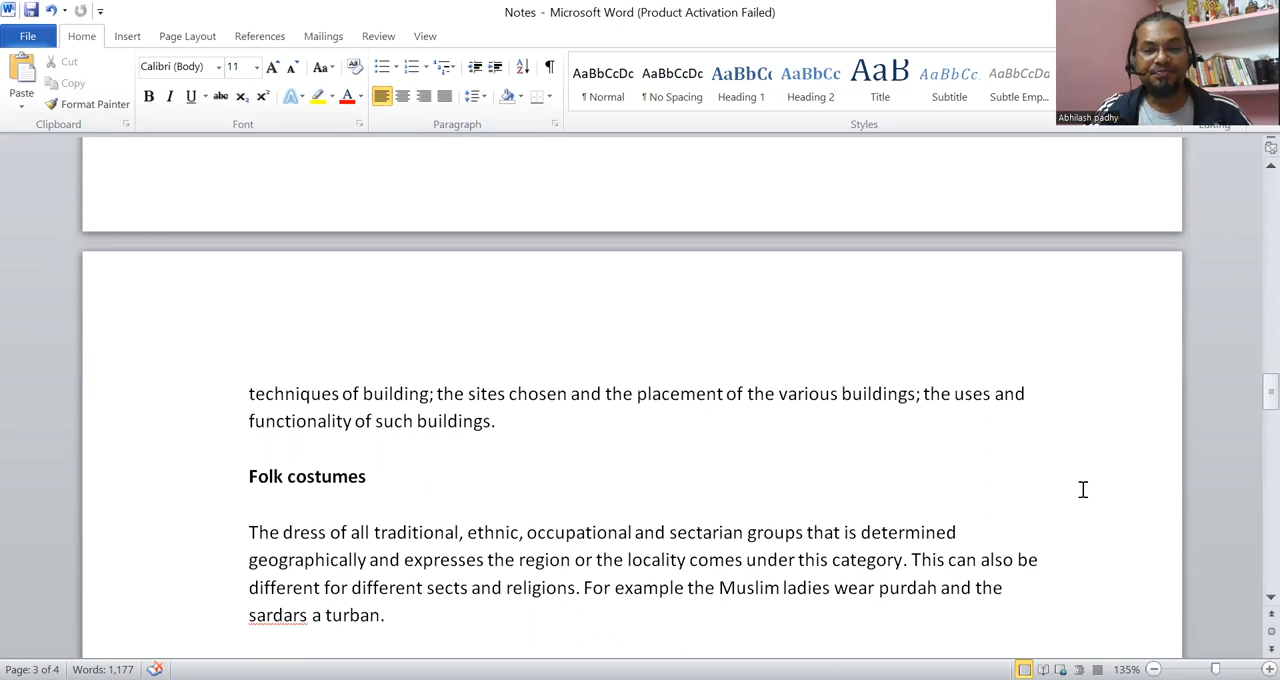 Notes - Microsoft Word (Product Activation Failed)
File Home Insert Page Layout References Mailings Review View
Cut
Copy
Format Painter
Paste
Clipboard
Calibri (Body) 11
Font
Paragraph
AaBbCcDc AaBbCcDc AaBbCc AaBbCc AaB AaBbCc. AaBbCcDa
¶ Normal ¶ No Spacing Heading 1 Heading 2 Title Subtitle Subtle Emp...
Styles
Editing
Abhilash padhy
techniques of building; the sites chosen and the placement of the various buildings; the uses and
functionality of such buildings.
Folk costumes
The dress of all traditional, ethnic, occupational and sectarian groups that is determined
geographically and expresses the region or the locality comes under this category. This can also be
different for different sects and religions. For example the Muslim ladies wear purdah and the
sardars a turban.
Page: 3 of 4 Words: 1,177 135%